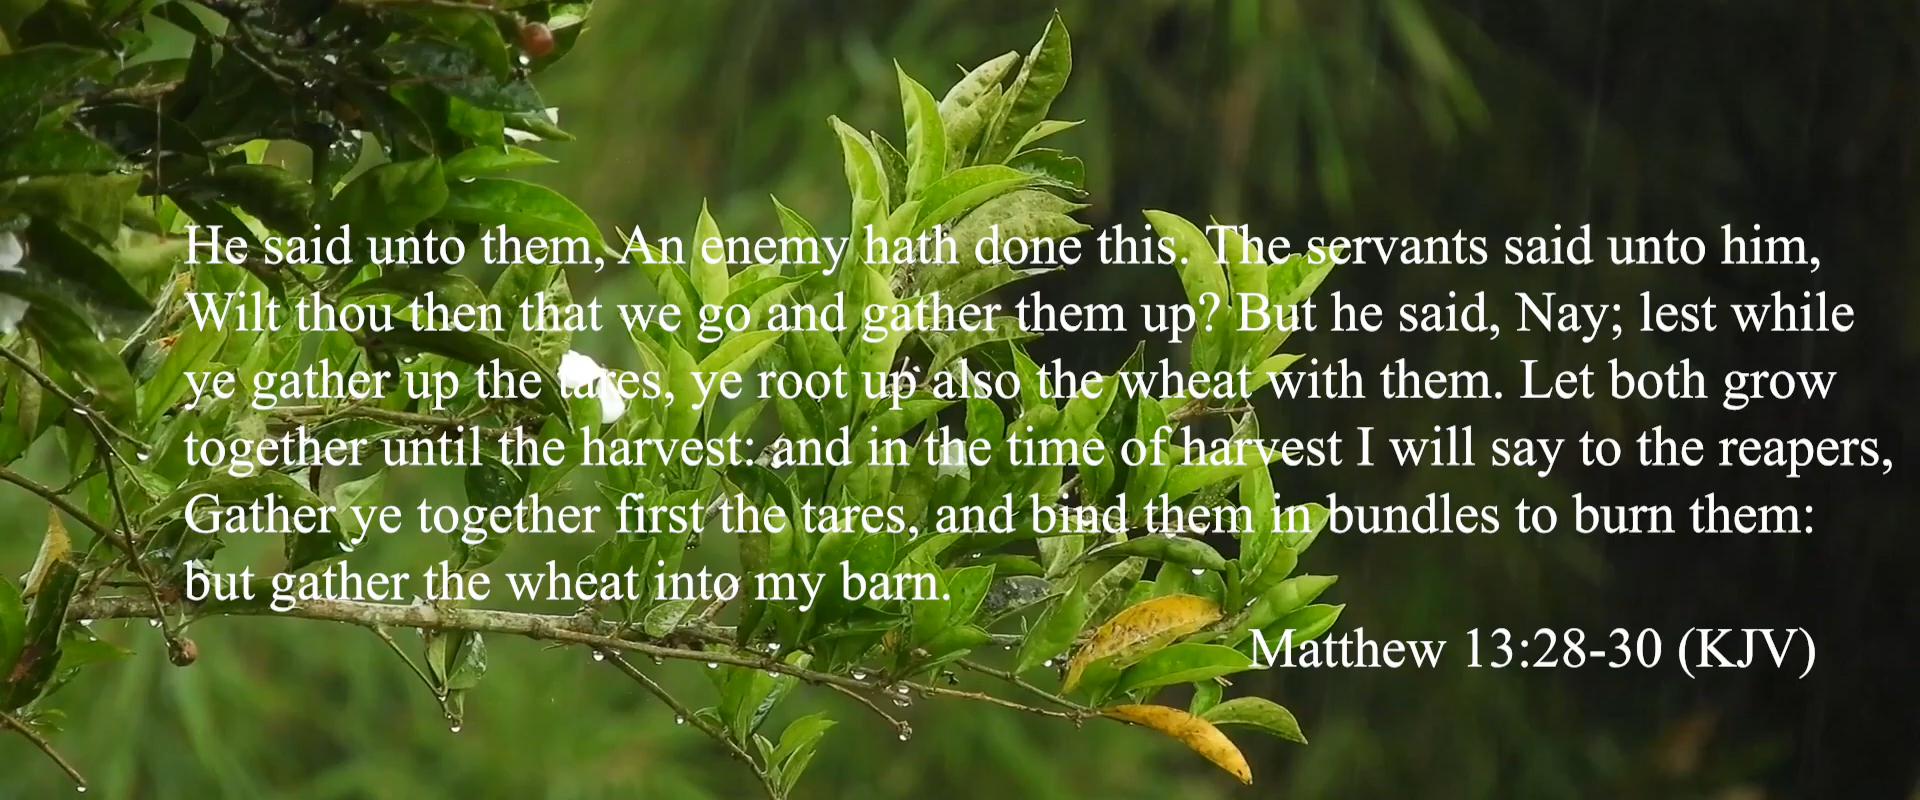 He said unto them, An enemy hath done this. The servants said unto him,
Wilt thou then that we go and gather them up? But he said, Nay; lest while
ye gather up the tares, ye root up also the wheat with them. Let both grow
together until the harvest: and in the time of harvest I will say to the reapers,
Gather ye together first the tares, and bind them in bundles to burn them:
but gather the wheat into my barn.
Matthew 13:28-30 (KJV)